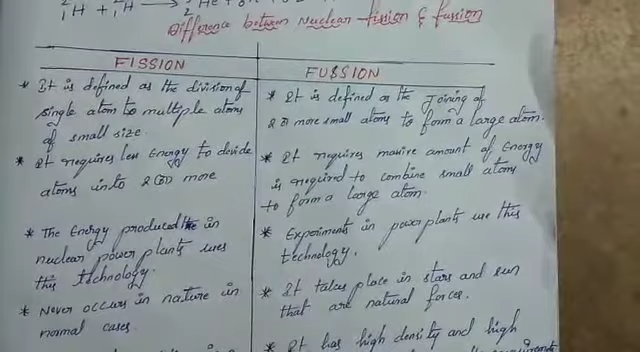 ²₁H + ²₁H ⟶ ³₂He +
Difference between Nuclear fission & fussion
FISSION
* It is defined as the division of
single atom to multiple atoms
of small size.
* It requires less Energy to divide
atoms into 2 (or) more
* The Energy produced in
nuclear power plants uses
this technology.
* Never occurs in nature in
normal cases.
FUSSION
* It is defined as the Joining of
2 or more small atoms to form a large atom.
* It requires massive amount of Energy
is required to combine small atoms
to form a large atom.
* Experiments in power plants use this
technology.
* It takes place in stars and sun
that are natural forces.
* It has high density and high